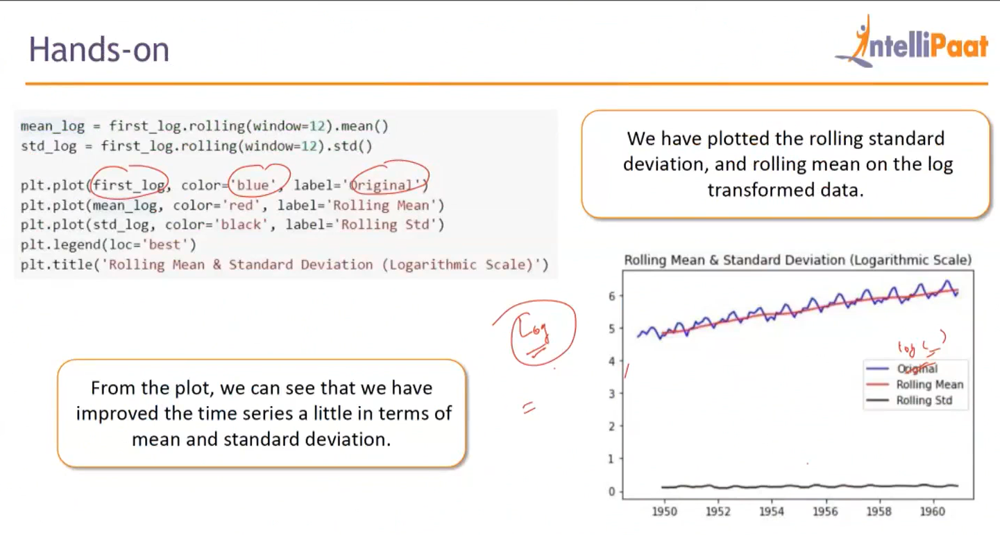 Hands-on
IntelliPaat
mean_log = first_log.rolling(window=12).mean()
std_log = first_log.rolling(window=12).std()
plt.plot(first_log, color='blue', label='Original')
plt.plot(mean_log, color='red', label='Rolling Mean')
plt.plot(std_log, color='black', label='Rolling Std')
plt.legend(loc='best')
plt.title('Rolling Mean & Standard Deviation (Logarithmic Scale)')
We have plotted the rolling standard
deviation, and rolling mean on the log
transformed data.
From the plot, we can see that we have
improved the time series a little in terms of
mean and standard deviation.
Log
=
Rolling Mean & Standard Deviation (Logarithmic Scale)
6
5
4
3
2
1
0
log ( )
Original
Rolling Mean
Rolling Std
1950 1952 1954 1956 1958 1960